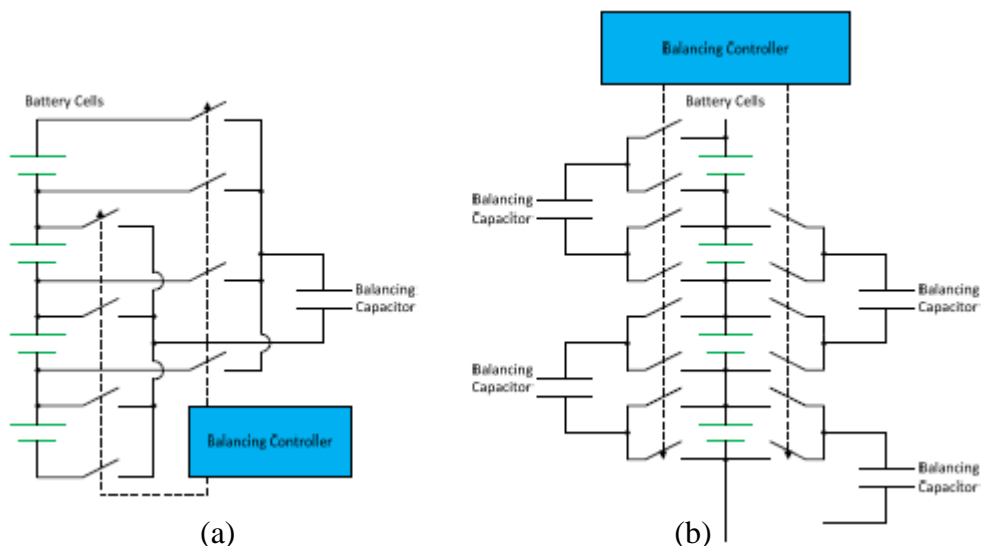 Balancing Controller
Battery Cells
Battery Cells
Balancing
Capacitor
Balancing
Capacitor
Balancing
Capacitor
Balancing
Capacitor
Balancing Controller
Balancing
Capacitor
(a)
(b)